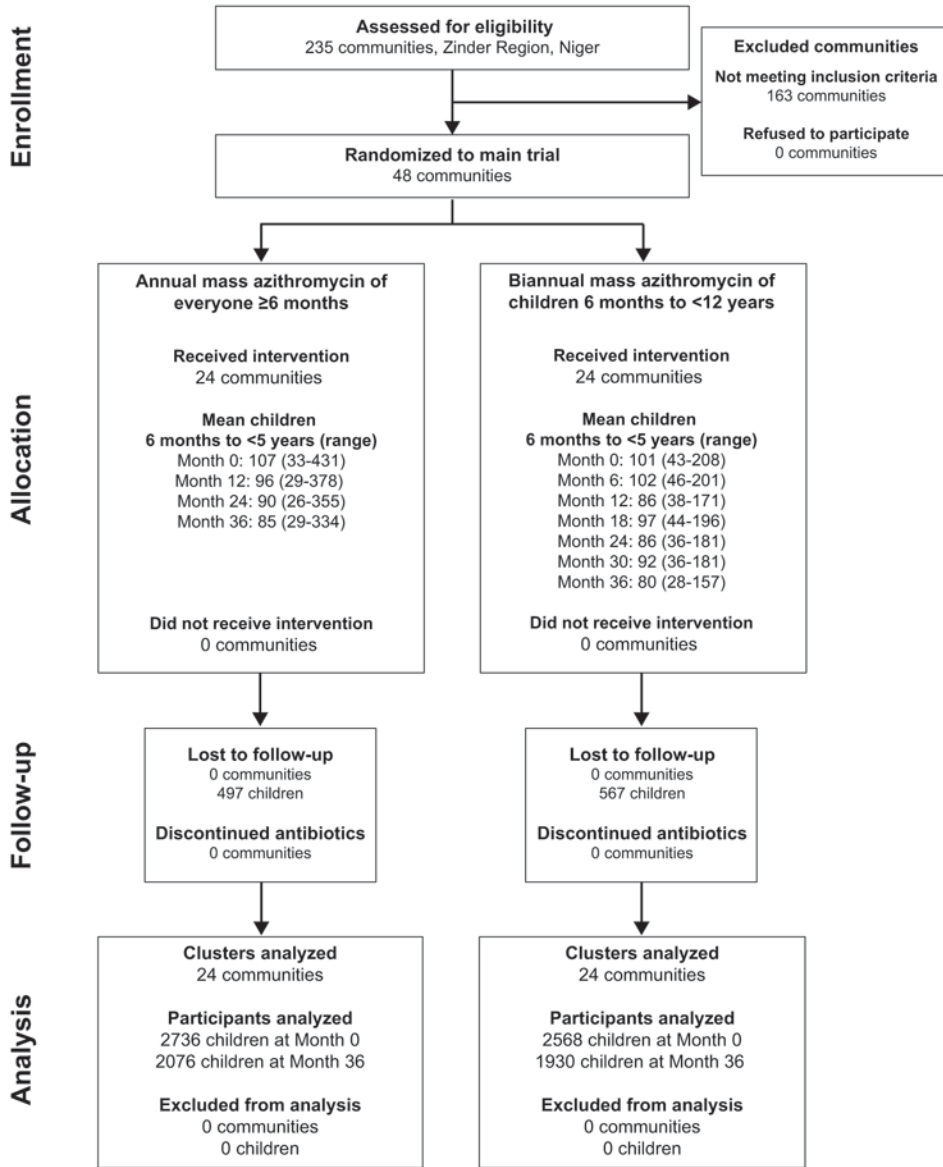 Enrollment
Assessed for eligibility
235 communities, Zinder Region, Niger
Excluded communities
Not meeting inclusion criteria
163 communities
Refused to participate
0 communities
Randomized to main trial
48 communities
Allocation
Annual mass azithromycin of
everyone ≥6 months
Received intervention
24 communities
Mean children
6 months to <5 years (range)
Month 0: 107 (33-431)
Month 12: 96 (29-378)
Month 24: 90 (26-355)
Month 36: 85 (29-334)
Did not receive intervention
0 communities
Biannual mass azithromycin of
children 6 months to <12 years
Received intervention
24 communities
Mean children
6 months to <5 years (range)
Month 0: 101 (43-208)
Month 6: 102 (46-201)
Month 12: 86 (38-171)
Month 18: 97 (44-196)
Month 24: 86 (36-181)
Month 30: 92 (36-181)
Month 36: 80 (28-157)
Did not receive intervention
0 communities
Follow-up
Lost to follow-up
0 communities
497 children
Discontinued antibiotics
0 communities
Lost to follow-up
0 communities
567 children
Discontinued antibiotics
0 communities
Analysis
Clusters analyzed
24 communities
Participants analyzed
2736 children at Month 0
2076 children at Month 36
Excluded from analysis
0 communities
0 children
Clusters analyzed
24 communities
Participants analyzed
2568 children at Month 0
1930 children at Month 36
Excluded from analysis
0 communities
0 children